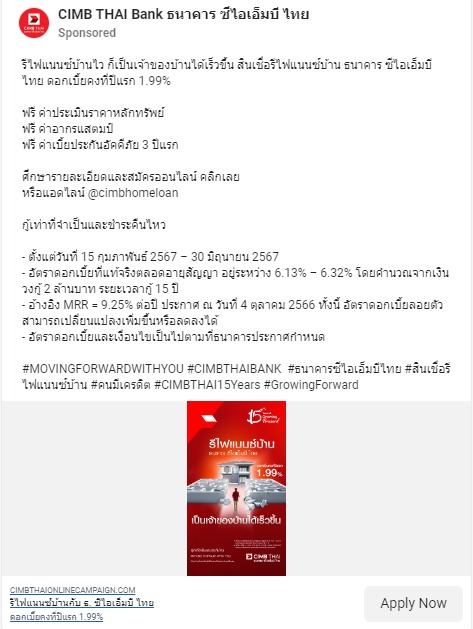 CIMB THAI Bank ธนาคาร ซีไอเอ็มบี ไทย
Sponsored
รีไฟแนนซ์บ้านไว ก็เป็นเจ้าของบ้านได้เร็วขึ้น สินเชื่อรีไฟแนนซ์บ้าน ธนาคาร ซีไอเอ็มบี
ไทย ดอกเบี้ยคงที่ปีแรก 1.99%
ฟรี ค่าประเมินราคาหลักทรัพย์
ฟรี ค่าอากรแสตมป์
ฟรี ค่าเบี้ยประกันอัคคีภัย 3 ปีแรก
ศึกษารายละเอียดและสมัครออนไลน์ คลิกเลย
หรือแอดไลน์ @cimbhomeloan
กู้เท่าที่จำเป็นและชำระคืนไหว
- ตั้งแต่วันที่ 15 กุมภาพันธ์ 2567 – 30 มิถุนายน 2567
- อัตราดอกเบี้ยที่แท้จริงตลอดอายุสัญญา อยู่ระหว่าง 6.13% – 6.32% โดยคำนวณจากเงิน
วงกู้ 2 ล้านบาท ระยะเวลากู้ 15 ปี
- อ้างอิง MRR = 9.25% ต่อปี ประกาศ ณ วันที่ 4 ตุลาคม 2566 ทั้งนี้ อัตราดอกเบี้ยลอยตัว
สามารถเปลี่ยนแปลงเพิ่มขึ้นหรือลดลงได้
- อัตราดอกเบี้ยและเงื่อนไขเป็นไปตามที่ธนาคารประกาศกำหนด
#MOVINGFORWARDWITHYOU #CIMBTHAIBANK #ธนาคารซีไอเอ็มบีไทย #สินเชื่อรี
ไฟแนนซ์บ้าน #คนมีเครดิต #CIMBTHAI15Years #GrowingForward
15
รีไฟแนนซ์บ้าน
ธนาคาร ซีไอเอ็มบี ไทย
1.99%
เป็นเจ้าของบ้านได้เร็วขึ้น
CIMB THAI
CIMBTHAIONLINECAMPAIGN.COM
รีไฟแนนซ์บ้านกับ ธ. ซีไอเอ็มบี ไทย
ดอกเบี้ยคงที่ปีแรก 1.99%
Apply Now